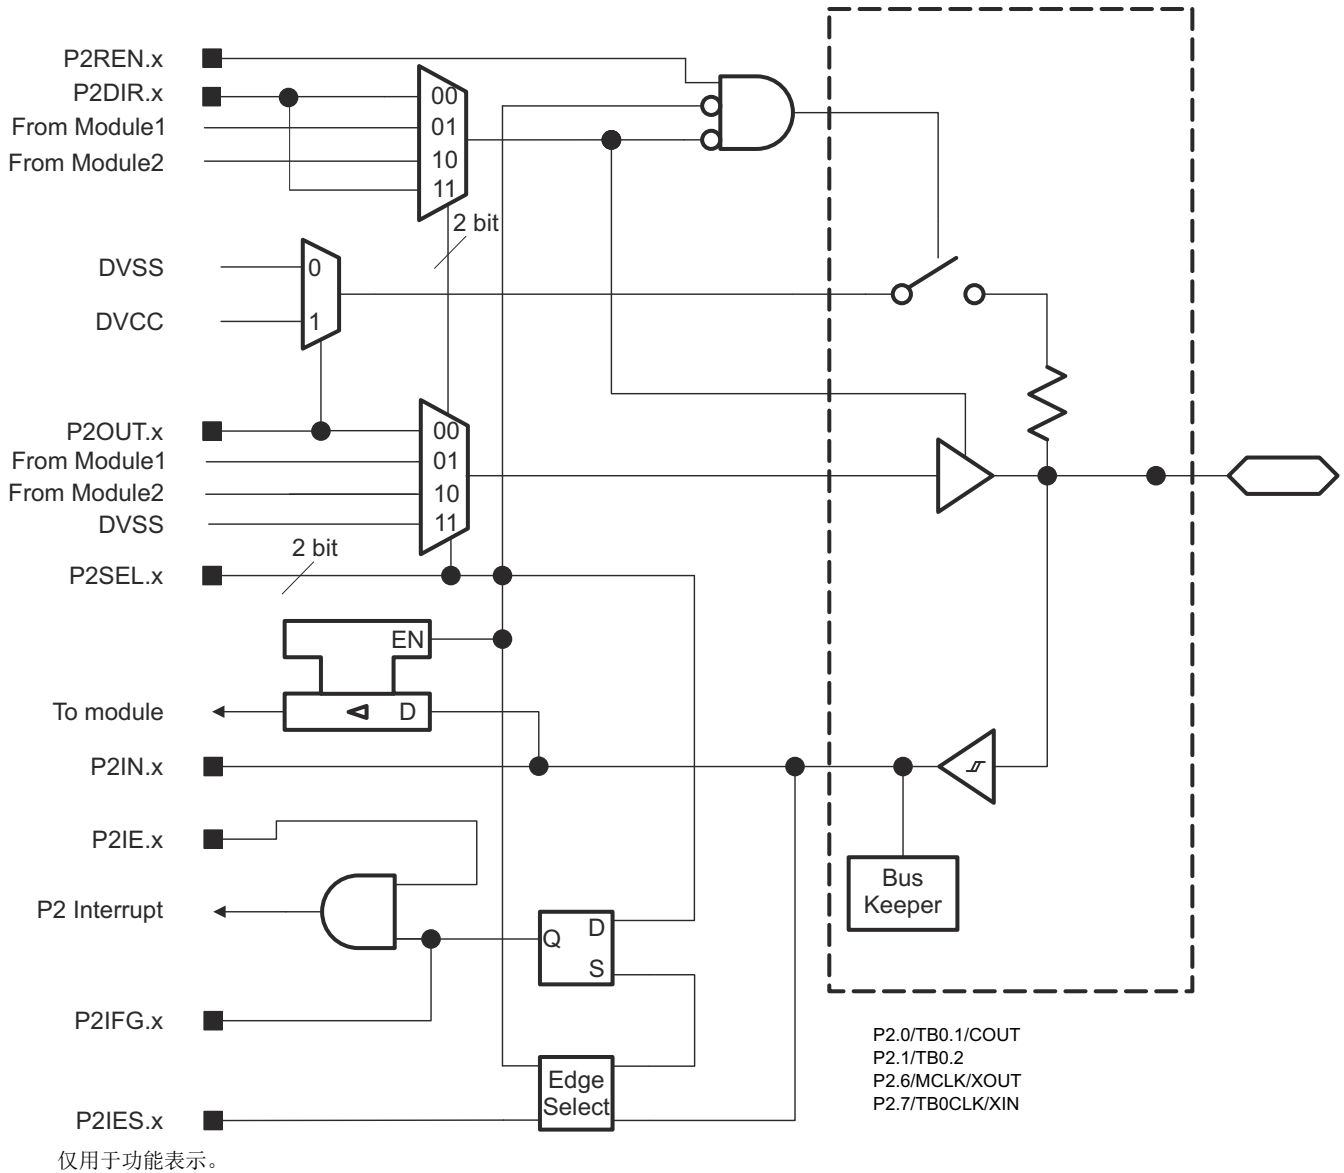 P2REN.x
P2DIR.x
From Module1
From Module2
00
01
10
11
2 bit
DVSS
DVCC
0
1
P2OUT.x
From Module1
From Module2
DVSS
00
01
10
11
2 bit
P2SEL.x
EN
D
To module
P2IN.x
P2IE.x
P2 Interrupt
Q
D
S
Bus
Keeper
P2IFG.x
Edge
Select
P2IES.x
P2.0/TB0.1/COUT
P2.1/TB0.2
P2.6/MCLK/XOUT
P2.7/TB0CLK/XIN
仅用于功能表示。